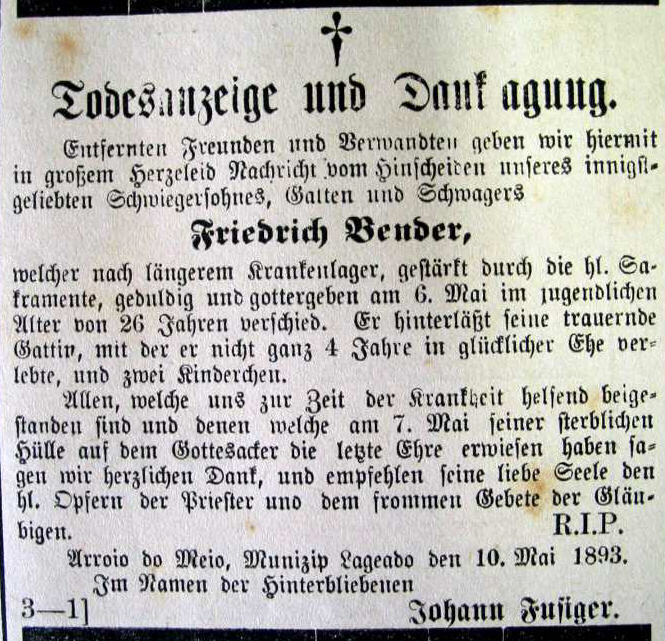 Todesanzeige und Dank agung.
Entfernten Freunden und Verwandten geben wir hiermit
in großem Herzeleid Nachricht vom Hinscheiden unseres innigst-
geliebten Schwiegersohnes, Gatten und Schwagers
Friedrich Bender,
welcher nach längerem Krankenlager, gestärkt durch die hl. Sa-
kramente, geduldig und gottergeben am 6. Mai im jugendlichen
Alter von 26 Jahren verschied. Er hinterläßt seine trauernde
Gattin, mit der er nicht ganz 4 Jahre in glücklicher Ehe ver-
lebte, und zwei Kinderchen.
Allen, welche uns zur Zeit der Krankheit helfend beige-
standen sind und denen welche am 7. Mai seiner sterblichen
Hülle auf dem Gottesacker die letzte Ehre erwiesen haben sa-
gen wir herzlichen Dank, und empfehlen seine liebe Seele den
hl. Opfern der Priester und dem frommen Gebete der Gläu-
bigen. R.I.P.
Arroio do Meio, Munizip Lageado den 10. Mai 1893.
Im Namen der Hinterbliebenen
3—1] Johann Fusiger.